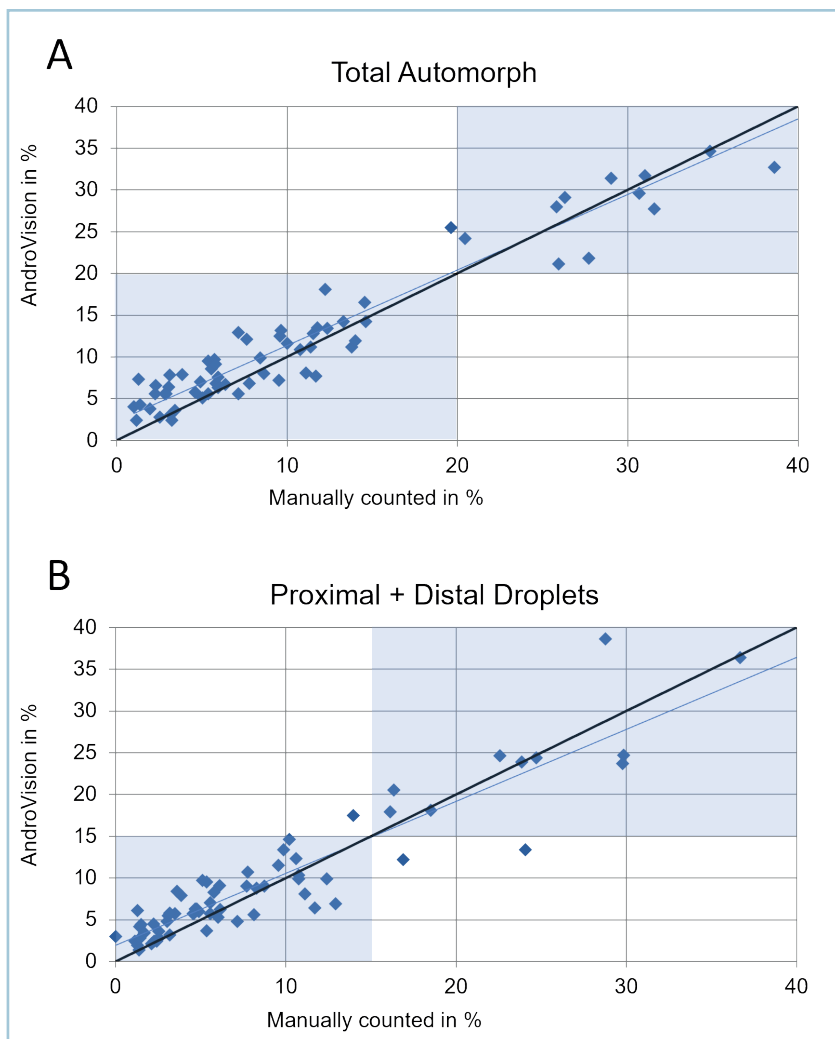 A
Total Automorph
40
35
30
25
20
15
10
5
0
AndroVision in %
0 10 20 30 40
Manually counted in %
B
Proximal + Distal Droplets
40
35
30
25
20
15
10
5
0
AndroVision in %
0 10 20 30 40
Manually counted in %